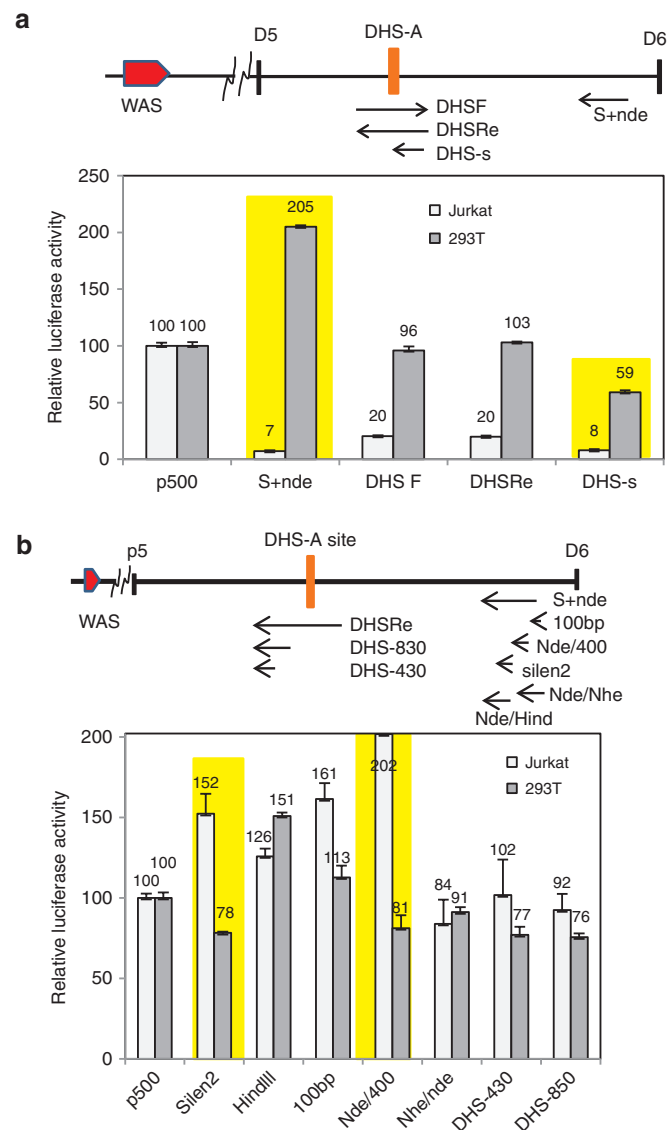 a
D5
DHS-A
D6
WAS
DHSF
DHSRe
DHS-s
S+nde
Relative luciferase activity
250
200
150
100
50
0
Jurkat
293T
100 100
7
205
20
96
20
103
8
59
p500
S+nde
DHS F
DHSRe
DHS-s
b
p5
DHS-A site
D6
WAS
S+nde
DHSRe
100bp
DHS-830
Nde/400
DHS-430
silen2
Nde/Nhe
Nde/Hind
Relative luciferase activity
200
150
100
50
0
Jurkat
293T
100
100
152
78
126
151
161
113
202
81
84
91
102
77
92
76
p500
Silen2
HindIII
100bp
Nde/400
Nhe/nde
DHS-430
DHS-850